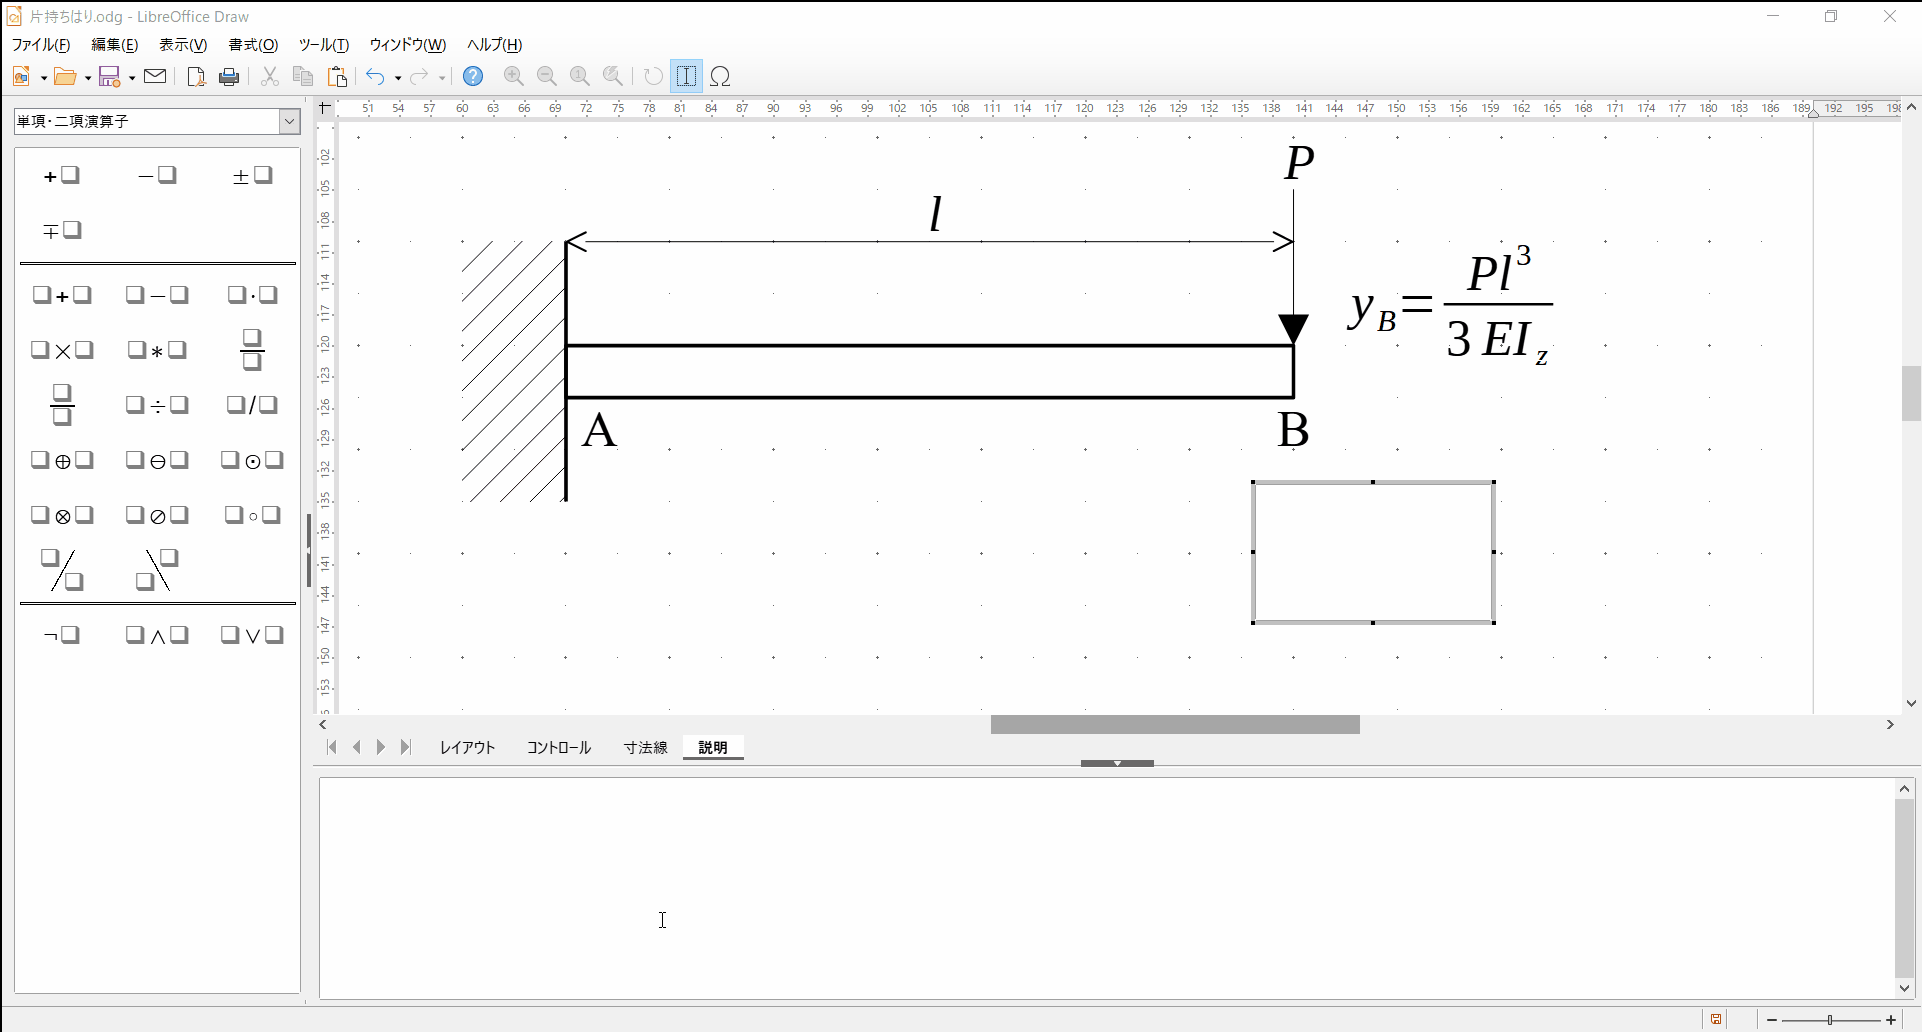 片持ちはり.odg - LibreOffice Draw
ファイル(F) 編集(E) 表示(V) 書式(O) ツール(T) ウィンドウ(W) ヘルプ(H)
単項・二項演算子
51 54 57 60 63 66 69 72 75 78 81 84 87 90 93 96 99 102 105 108 111 114 117 120 123 126 129 132 135 138 141 144 147 150 153 156 159 162 165 168 171 174 177 180 183 186 189 192 195 198
102 105 108 111 114 117 120 123 126 129 132 135 138 141 144 147 150 153
+❑ −❑ ±❑
∓❑
❑+❑ ❑−❑ ❑·❑
❑×❑ ❑∗❑ ❑/❑
❑/❑ ❑÷❑ ❑/❑
❑⊕❑ ❑⊖❑ ❑⊙❑
❑⊗❑ ❑⊘❑ ❑∘❑
❑/❑ ❑\❑
¬❑ ❑∧❑ ❑∨❑
P
l
y_B = Pl^3 / 3 EI_z
A B
レイアウト コントロール 寸法線 説明